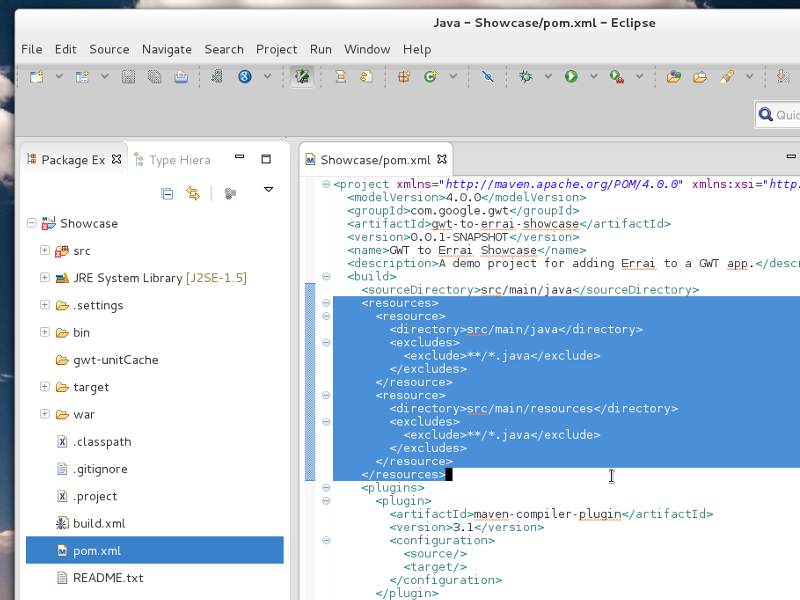 Java – Showcase/pom.xml – Eclipse
File Edit Source Navigate Search Project Run Window Help
Quic
Package Ex
Type Hiera
Showcase/pom.xml
Showcase
src
JRE System Library [J2SE-1.5]
.settings
bin
gwt-unitCache
target
war
.classpath
.gitignore
.project
build.xml
pom.xml
README.txt
<project xmlns="http://maven.apache.org/POM/4.0.0" xmlns:xsi="http.
<modelVersion>4.0.0</modelVersion>
<groupId>com.google.gwt</groupId>
<artifactId>gwt-to-errai-showcase</artifactId>
<version>0.0.1-SNAPSHOT</version>
<name>GWT to Errai Showcase</name>
<description>A demo project for adding Errai to a GWT app.</desc
<build>
<sourceDirectory>src/main/java</sourceDirectory>
<resources>
<resource>
<directory>src/main/java</directory>
<excludes>
<exclude>**/*.java</exclude>
</excludes>
</resource>
<resource>
<directory>src/main/resources</directory>
<excludes>
<exclude>**/*.java</exclude>
</excludes>
</resource>
</resources>
<plugins>
<plugin>
<artifactId>maven-compiler-plugin</artifactId>
<version>3.1</version>
<configuration>
<source/>
<target/>
</configuration>
</plugin>